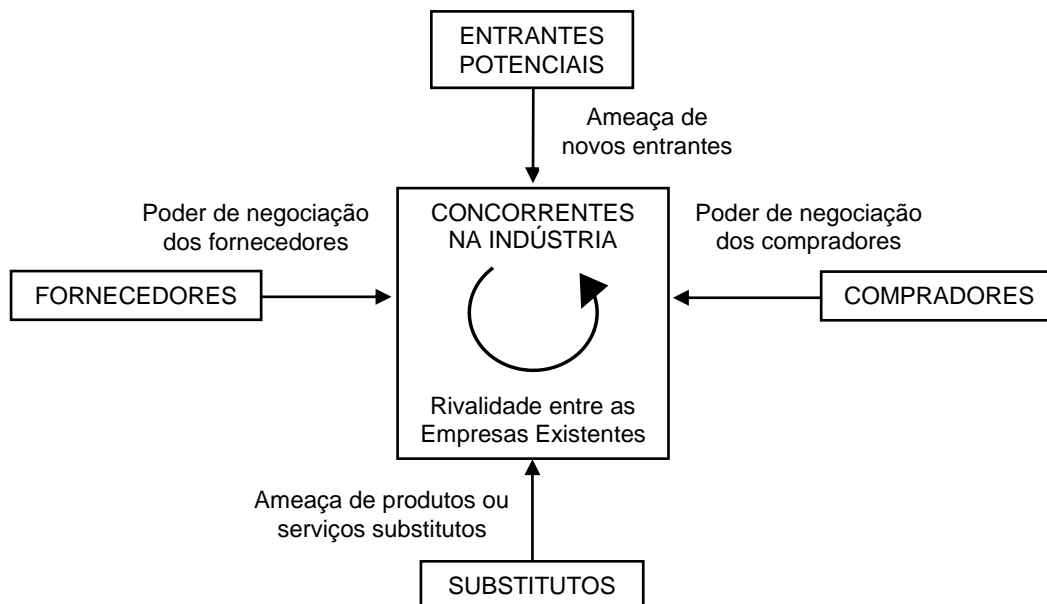 ENTRANTES
POTENCIAIS
Ameaça de
novos entrantes
Poder de negociação
dos fornecedores
CONCORRENTES
NA INDÚSTRIA
Poder de negociação
dos compradores
FORNECEDORES
COMPRADORES
Rivalidade entre as
Empresas Existentes
Ameaça de produtos ou
serviços substitutos
SUBSTITUTOS